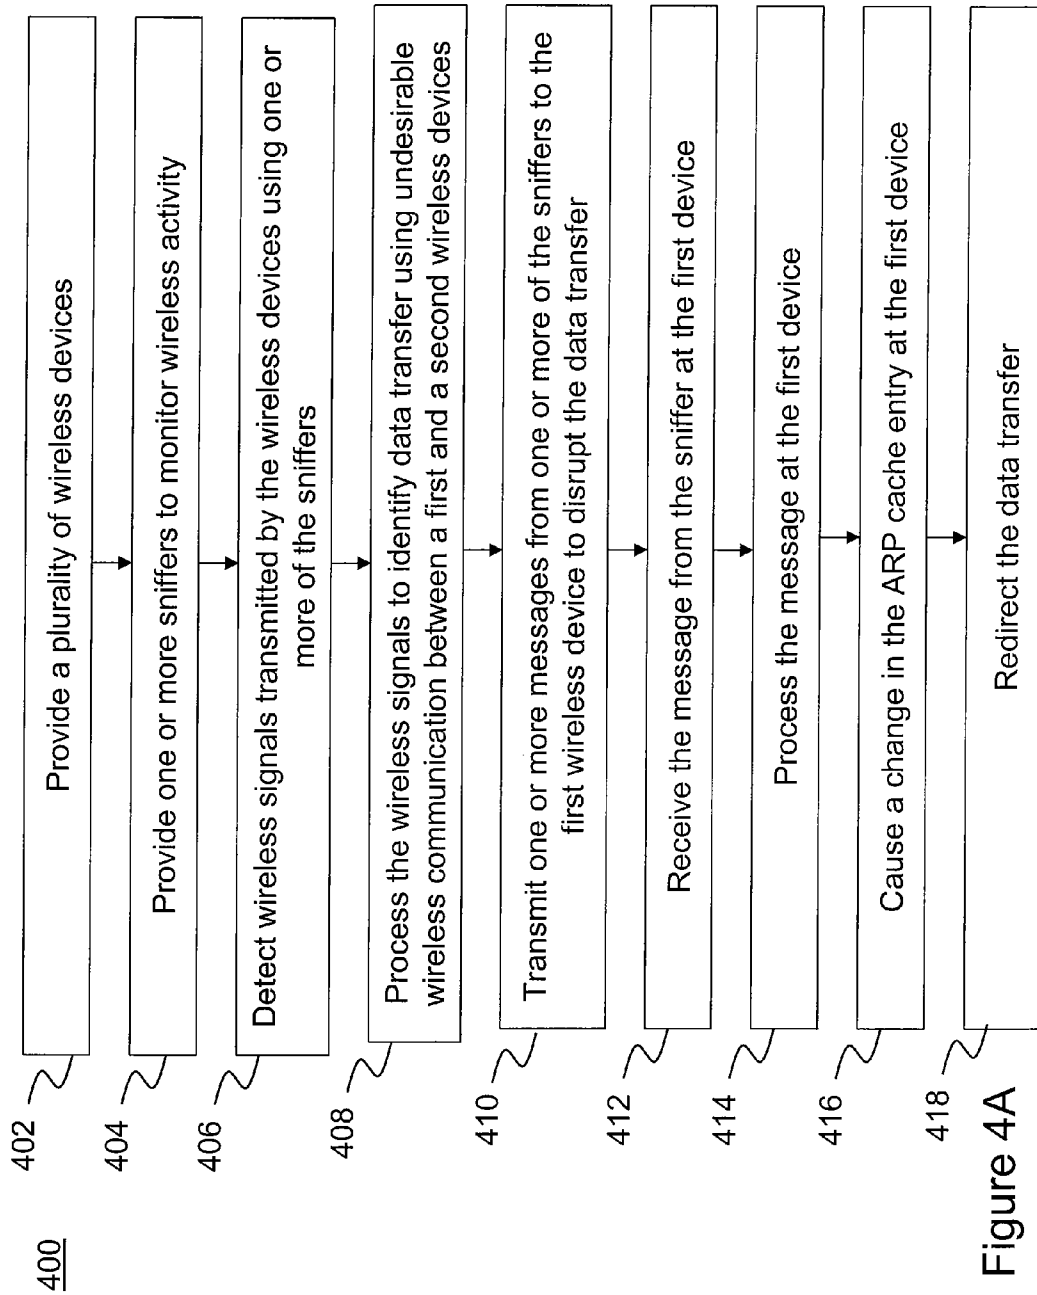 400
402
Provide a plurality of wireless devices
404
Provide one or more sniffers to monitor wireless activity
406
Detect wireless signals transmitted by the wireless devices using one or
more of the sniffers
408
Process the wireless signals to identify data transfer using undesirable
wireless communication between a first and a second wireless devices
410
Transmit one or more messages from one or more of the sniffers to the
first wireless device to disrupt the data transfer
412
Receive the message from the sniffer at the first device
414
Process the message at the first device
416
Cause a change in the ARP cache entry at the first device
418
Redirect the data transfer
Figure 4A